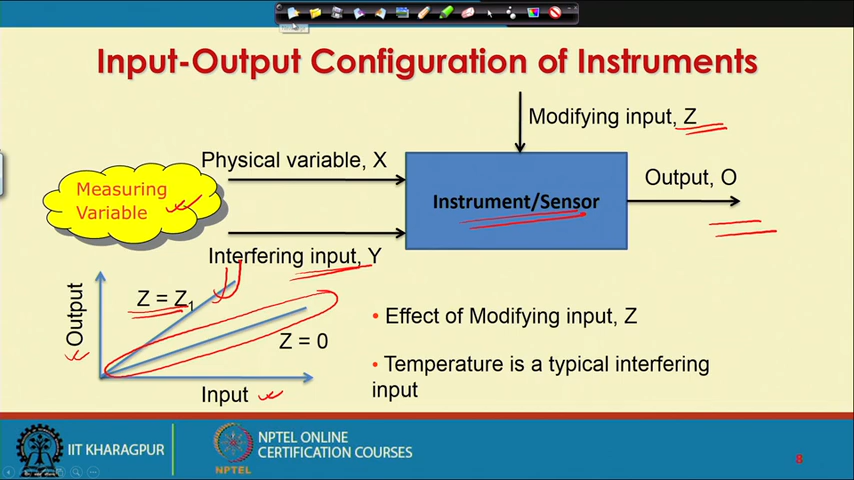 Input-Output Configuration of Instruments
Modifying input, Z
Physical variable, X
Measuring
Variable
Instrument/Sensor
Output, O
Interfering input, Y
Output
Z = Z1
Z = 0
Input
• Effect of Modifying input, Z
• Temperature is a typical interfering
input
IIT KHARAGPUR
NPTEL
NPTEL ONLINE
CERTIFICATION COURSES
8